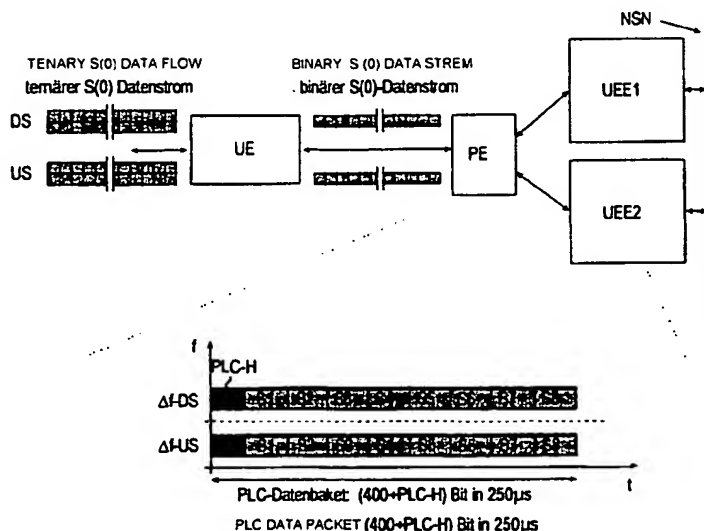 NSN
TENARY S(0) DATA FLOW
ternärer S(0) Datenstrom
BINARY S (0) DATA STREM
binärer S(0)-Datenstrom
DS
US
UE
PE
UEE1
UEE2
f
PLC-H
Δf-DS
Δf-US
t
PLC-Datenbaket: (400+PLC-H) Bit in 250µs
PLC DATA PACKET (400+PLC-H) Bit in 250µs